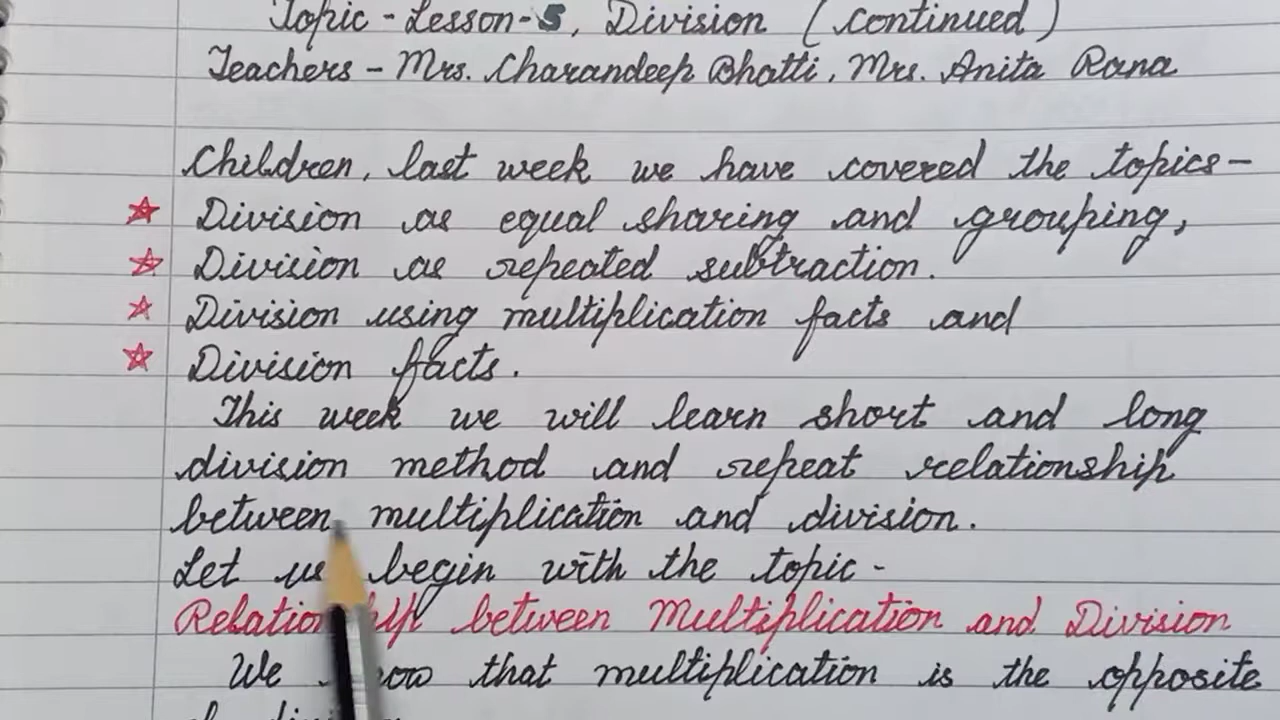 Topic - Lesson-5, Division (continued)
Teachers - Mrs. Charandeep Bhatti, Mrs. Anita Rana
Children, last week we have covered the topics-
Division as equal sharing and grouping,
Division as repeated subtraction.
Division using multiplication facts and
Division facts.
This week we will learn short and long
division method and repeat relationship
between multiplication and division.
Let us begin with the topic -
Relationship between Multiplication and Division
We know that multiplication is the opposite